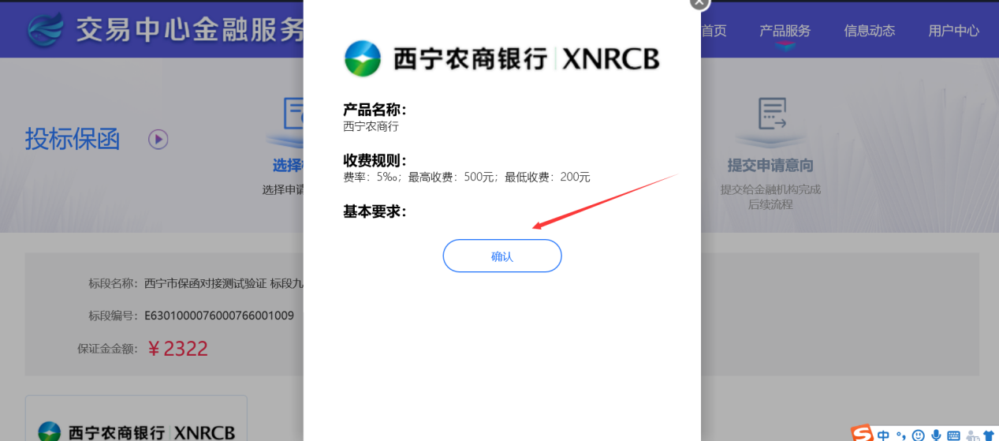 交易中心金融服务
首页
产品服务
信息动态
用户中心
西宁农商银行 XNRCB
产品名称：
西宁农商行
收费规则：
费率：5‰；最高收费：500元；最低收费：200元
基本要求：
确认
投标保函
选择
选择申请
提交申请意向
提交给金融机构完成
后续流程
标段名称：西宁市保函对接测试验证 标段九
标段编号：E6301000076000766001009
保证金金额：￥2322
西宁农商银行 XNRCB
中